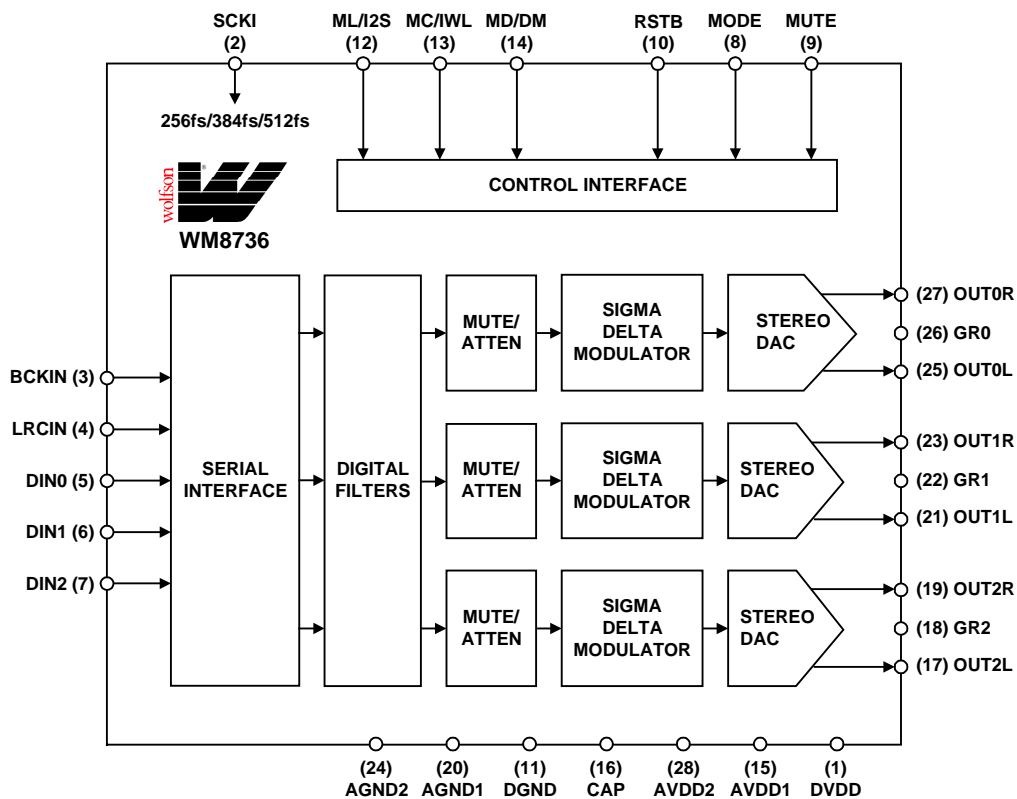 SCKI ML/I2S MC/IWL MD/DM RSTB MODE MUTE
(2) (12) (13) (14) (10) (8) (9)
256fs/384fs/512fs
CONTROL INTERFACE
wolfson
®
WM8736
BCKIN (3)
LRCIN (4)
DIN0 (5)
DIN1 (6)
DIN2 (7)
SERIAL
INTERFACE
DIGITAL
FILTERS
MUTE/
ATTEN
SIGMA
DELTA
MODULATOR
STEREO
DAC
(27) OUT0R
(26) GR0
(25) OUT0L
MUTE/
ATTEN
SIGMA
DELTA
MODULATOR
STEREO
DAC
(23) OUT1R
(22) GR1
(21) OUT1L
MUTE/
ATTEN
SIGMA
DELTA
MODULATOR
STEREO
DAC
(19) OUT2R
(18) GR2
(17) OUT2L
(24) (20) (11) (16) (28) (15) (1)
AGND2 AGND1 DGND CAP AVDD2 AVDD1 DVDD